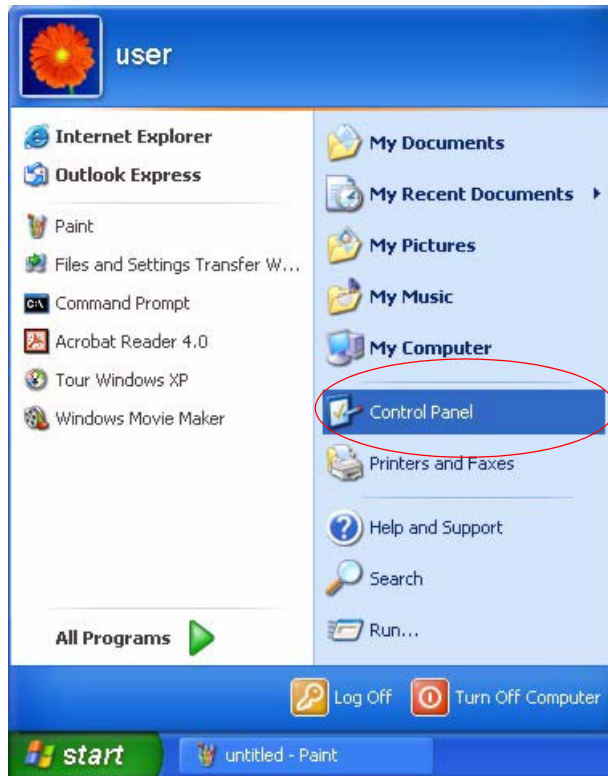 user
Internet Explorer
Outlook Express
Paint
Files and Settings Transfer W...
C:\
Command Prompt
Acrobat Reader 4.0
Tour Windows XP
Windows Movie Maker
All Programs
My Documents
My Recent Documents
My Pictures
My Music
My Computer
Control Panel
Printers and Faxes
Help and Support
Search
Run...
Log Off
Turn Off Computer
start
untitled - Paint